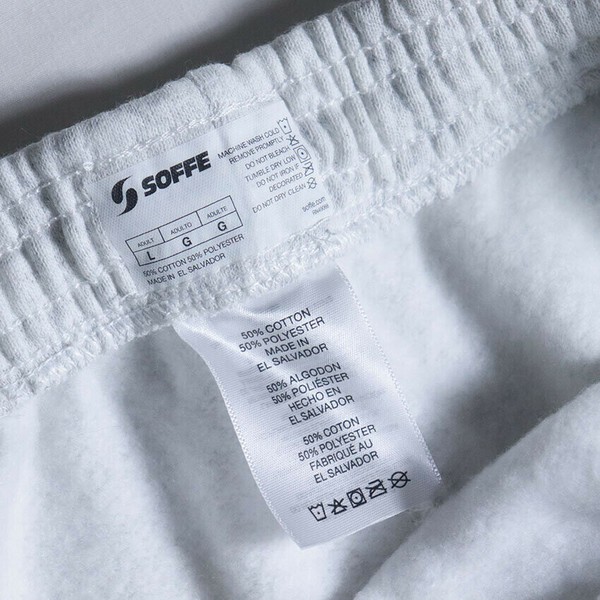 SOFFE
ADULT ADULTO ADULTE
L G G
50% COTTON 50% POLYESTER
MADE IN EL SALVADOR
MACHINE WASH COLD
REMOVE PROMPTLY
DO NOT BLEACH
TUMBLE DRY LOW
DO NOT IRON IF
DECORATED
DO NOT DRY CLEAN
soffe.com
50% COTTON
50% POLYESTER
MADE IN
EL SALVADOR
50% ALGODON
50% POLIÉSTER
HECHO EN
EL SALVADOR
50% COTON
50% POLYESTER
FABRIQUÉ AU
EL SALVADOR